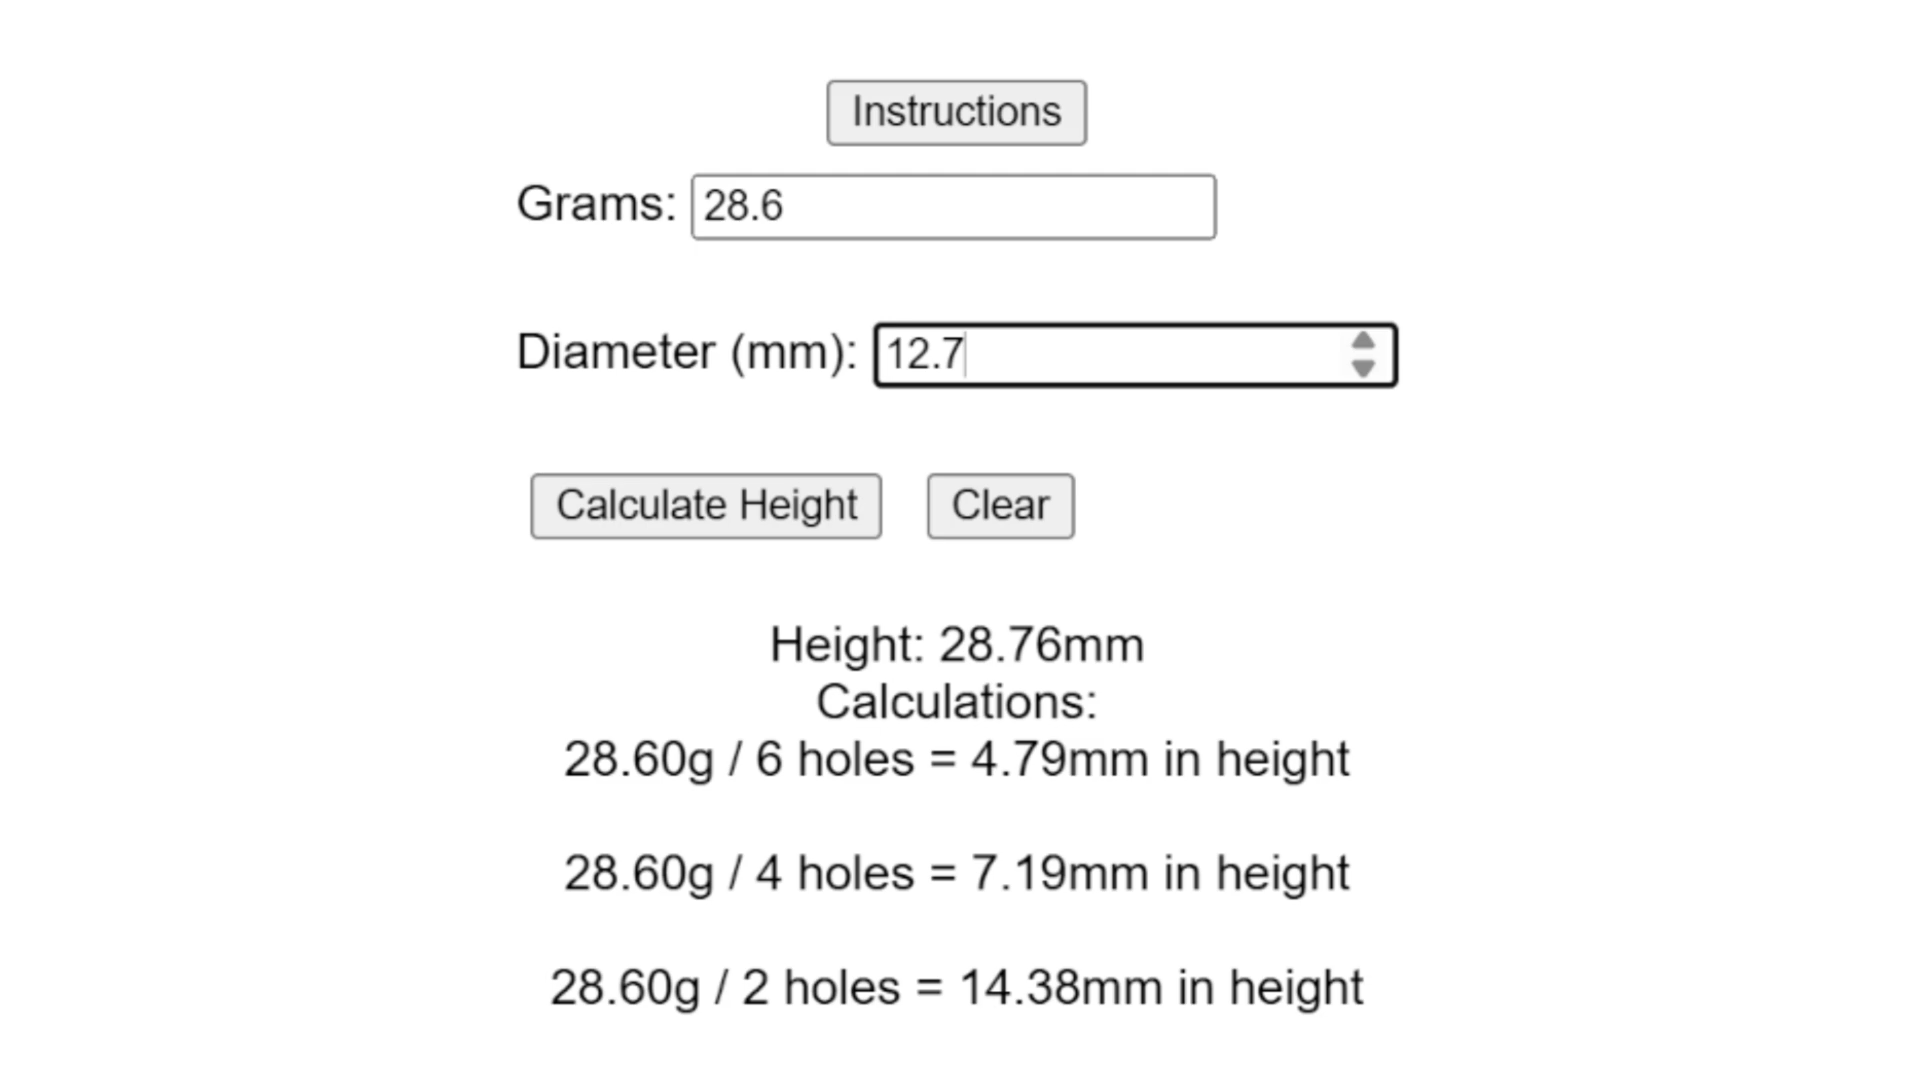 Instructions
Grams: 28.6
Diameter (mm): 12.7
Calculate Height Clear
Height: 28.76mm
Calculations:
28.60g / 6 holes = 4.79mm in height
28.60g / 4 holes = 7.19mm in height
28.60g / 2 holes = 14.38mm in height